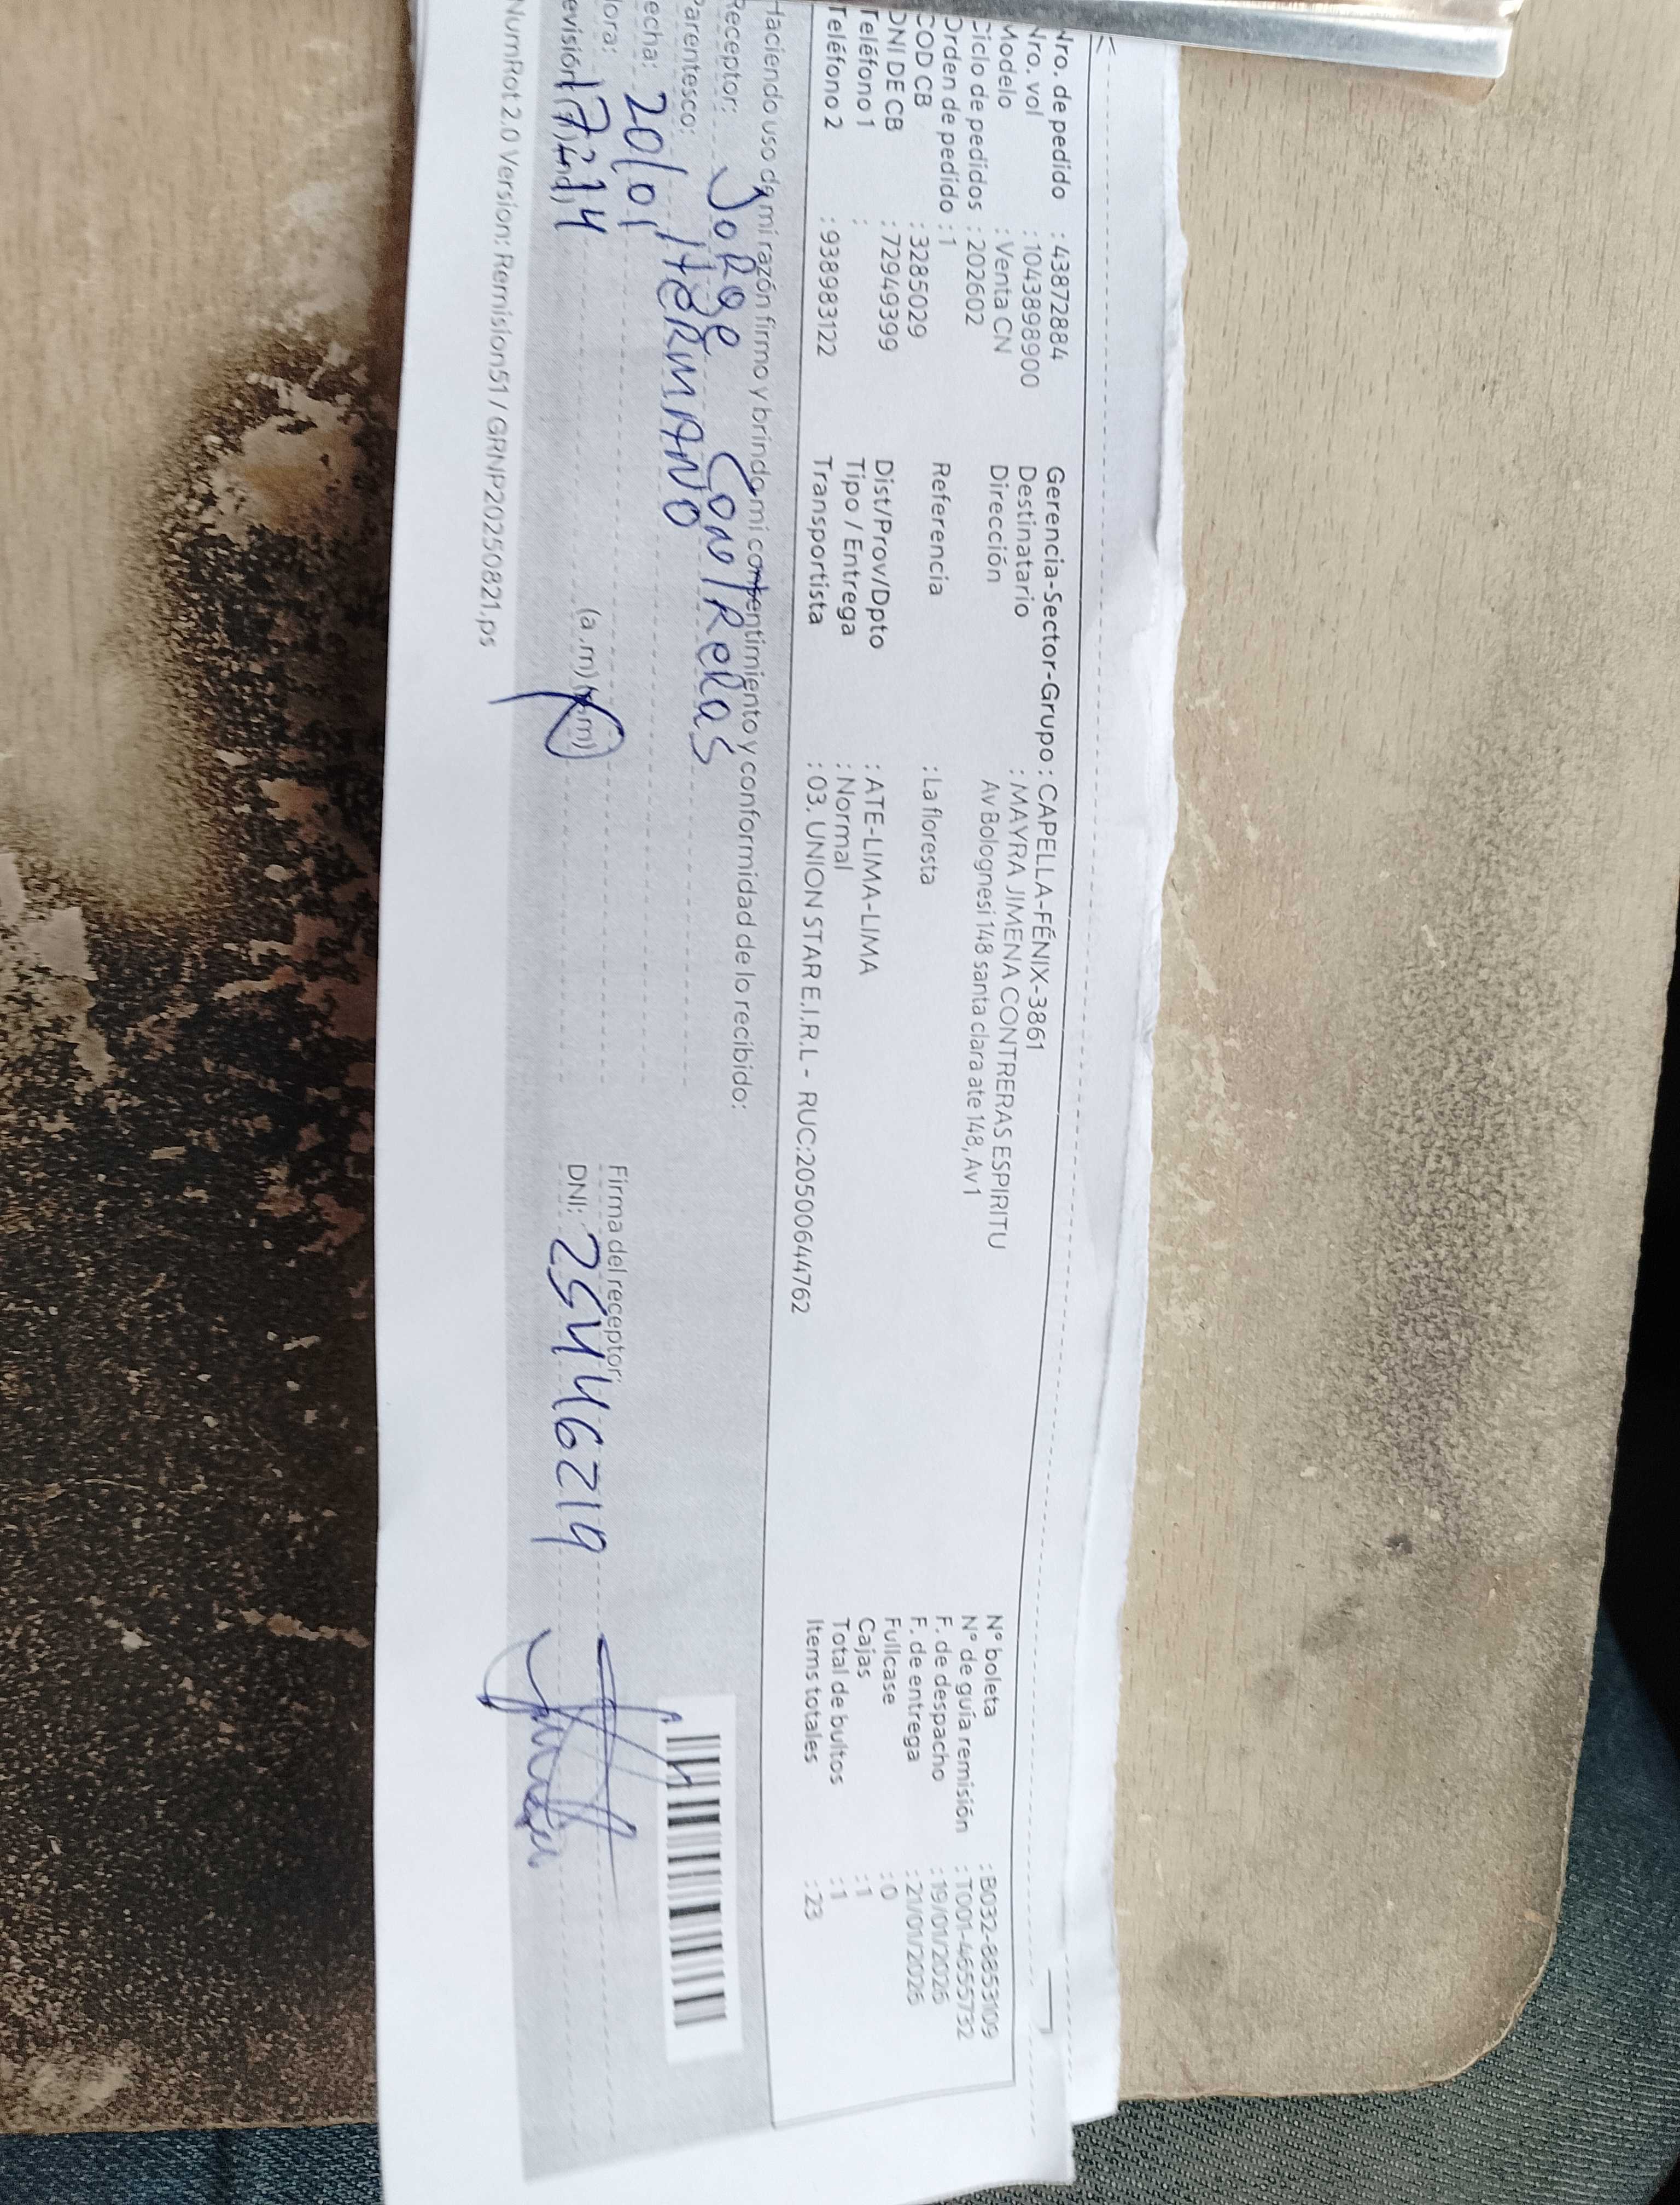 Nro. de pedido : 43872884
Nro. vol : 1043898900
Modelo : Venta CN
Ciclo de pedidos : 202602
Orden de pedido : 1
COD CB : 3285029
DNI DE CB : 72949399
Teléfono 1 :
Teléfono 2 : 938983122
Gerencia-Sector-Grupo : CAPELLA-FÉNIX-3861
Destinatario : MAYRA JIMENA CONTRERAS ESPIRITU
Dirección Av Bolognesi 148 santa clara ate 148, Av 1
Referencia : La floresta
Dist/Prov/Dpto : ATE-LIMA-LIMA
Tipo / Entrega : Normal
Transportista : 03. UNION STAR E.I.R.L - RUC:20500644762
N° boleta : B032-8853109
N° de guía remisión : T001-4655732
F. de despacho : 19/01/2026
F. de entrega : 21/01/2026
Fullcase : 0
Cajas : 1
Total de bultos : 1
Items totales : 23
Haciendo uso de mi razón firmo y brindo mi contentimiento y conformidad de lo recibido:
Receptor: Jorge Contreras
Parentesco: HERMANO
echa: 20/01
ora: (a.m) (p.m)
evisión
Firma del receptor:
DNI: 25446219
NumRot 2.0 Version: Remision51 / GRNP20250821.ps